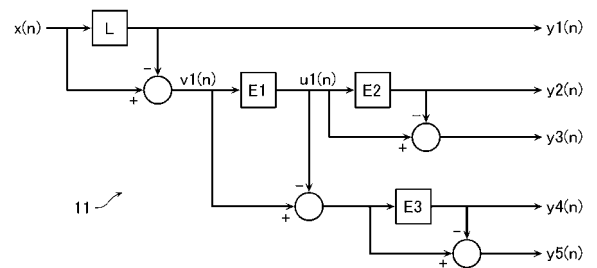 x(n) L y1(n)
− +
v1(n) E1 u1(n) E2 y2(n)
− +
y3(n)
11
− +
E3 y4(n)
− +
y5(n)